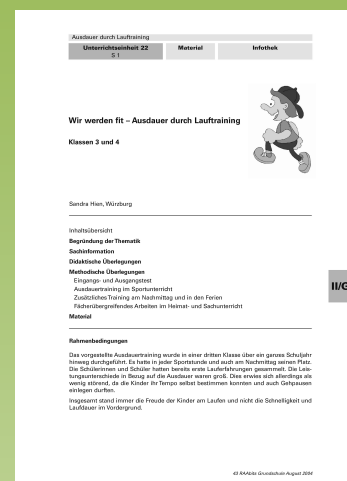 Ausdauer durch Lauftraining
Unterrichtseinheit 22
Material
Infothek
S 1
Wir werden fit – Ausdauer durch Lauftraining
Klassen 3 und 4
Sandra Hien, Würzburg
Inhaltsübersicht
Begründung der Thematik
Sachinformation
Didaktische Überlegungen
Methodische Überlegungen
Eingangs- und Ausgangstest
Ausdauertraining im Sportunterricht
Zusätzliches Training am Nachmittag und in den Ferien
Fächerübergreifendes Arbeiten im Heimat- und Sachunterricht
Material
II/G
Rahmenbedingungen
Das vorgestellte Ausdauertraining wurde in einer dritten Klasse über ein ganzes Schuljahr
hinweg durchgeführt. Es hatte in jeder Sportstunde und auch am Nachmittag seinen Platz.
Die Schülerinnen und Schüler hatten bereits erste Lauferfahrungen gesammelt. Die Leis-
tungsunterschiede in Bezug auf die Ausdauer waren groß. Dies erwies sich allerdings als
wenig störend, da die Kinder ihr Tempo selbst bestimmen konnten und auch Gehpausen
einlegen durften.
Insgesamt stand immer die Freude der Kinder am Laufen und nicht die Schnelligkeit und
Laufdauer im Vordergrund.
43 RAAbits Grundschule August 2004